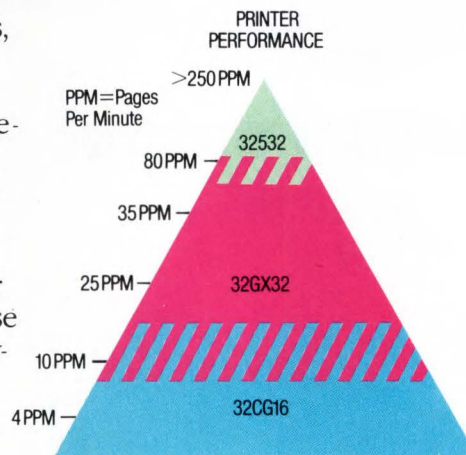 PRINTER
PERFORMANCE
>250 PPM
PPM=Pages
Per Minute
32532
80 PPM
35 PPM
25 PPM
32GX32
10 PPM
32CG16
4 PPM